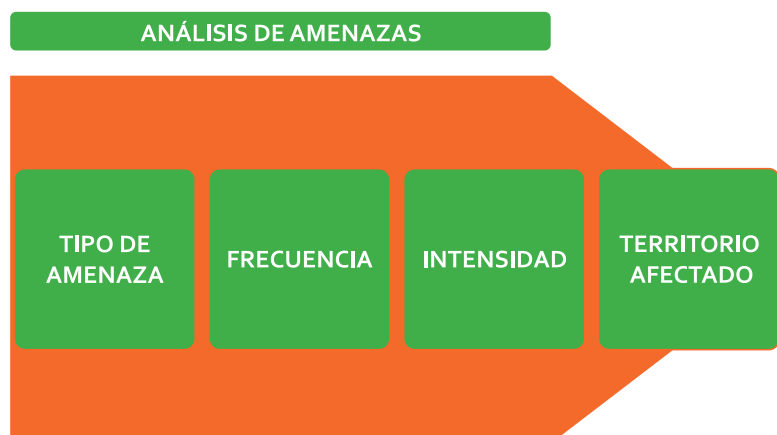 ANÁLISIS DE AMENAZAS
TIPO DE
AMENAZA
FRECUENCIA
INTENSIDAD
TERRITORIO
AFECTADO